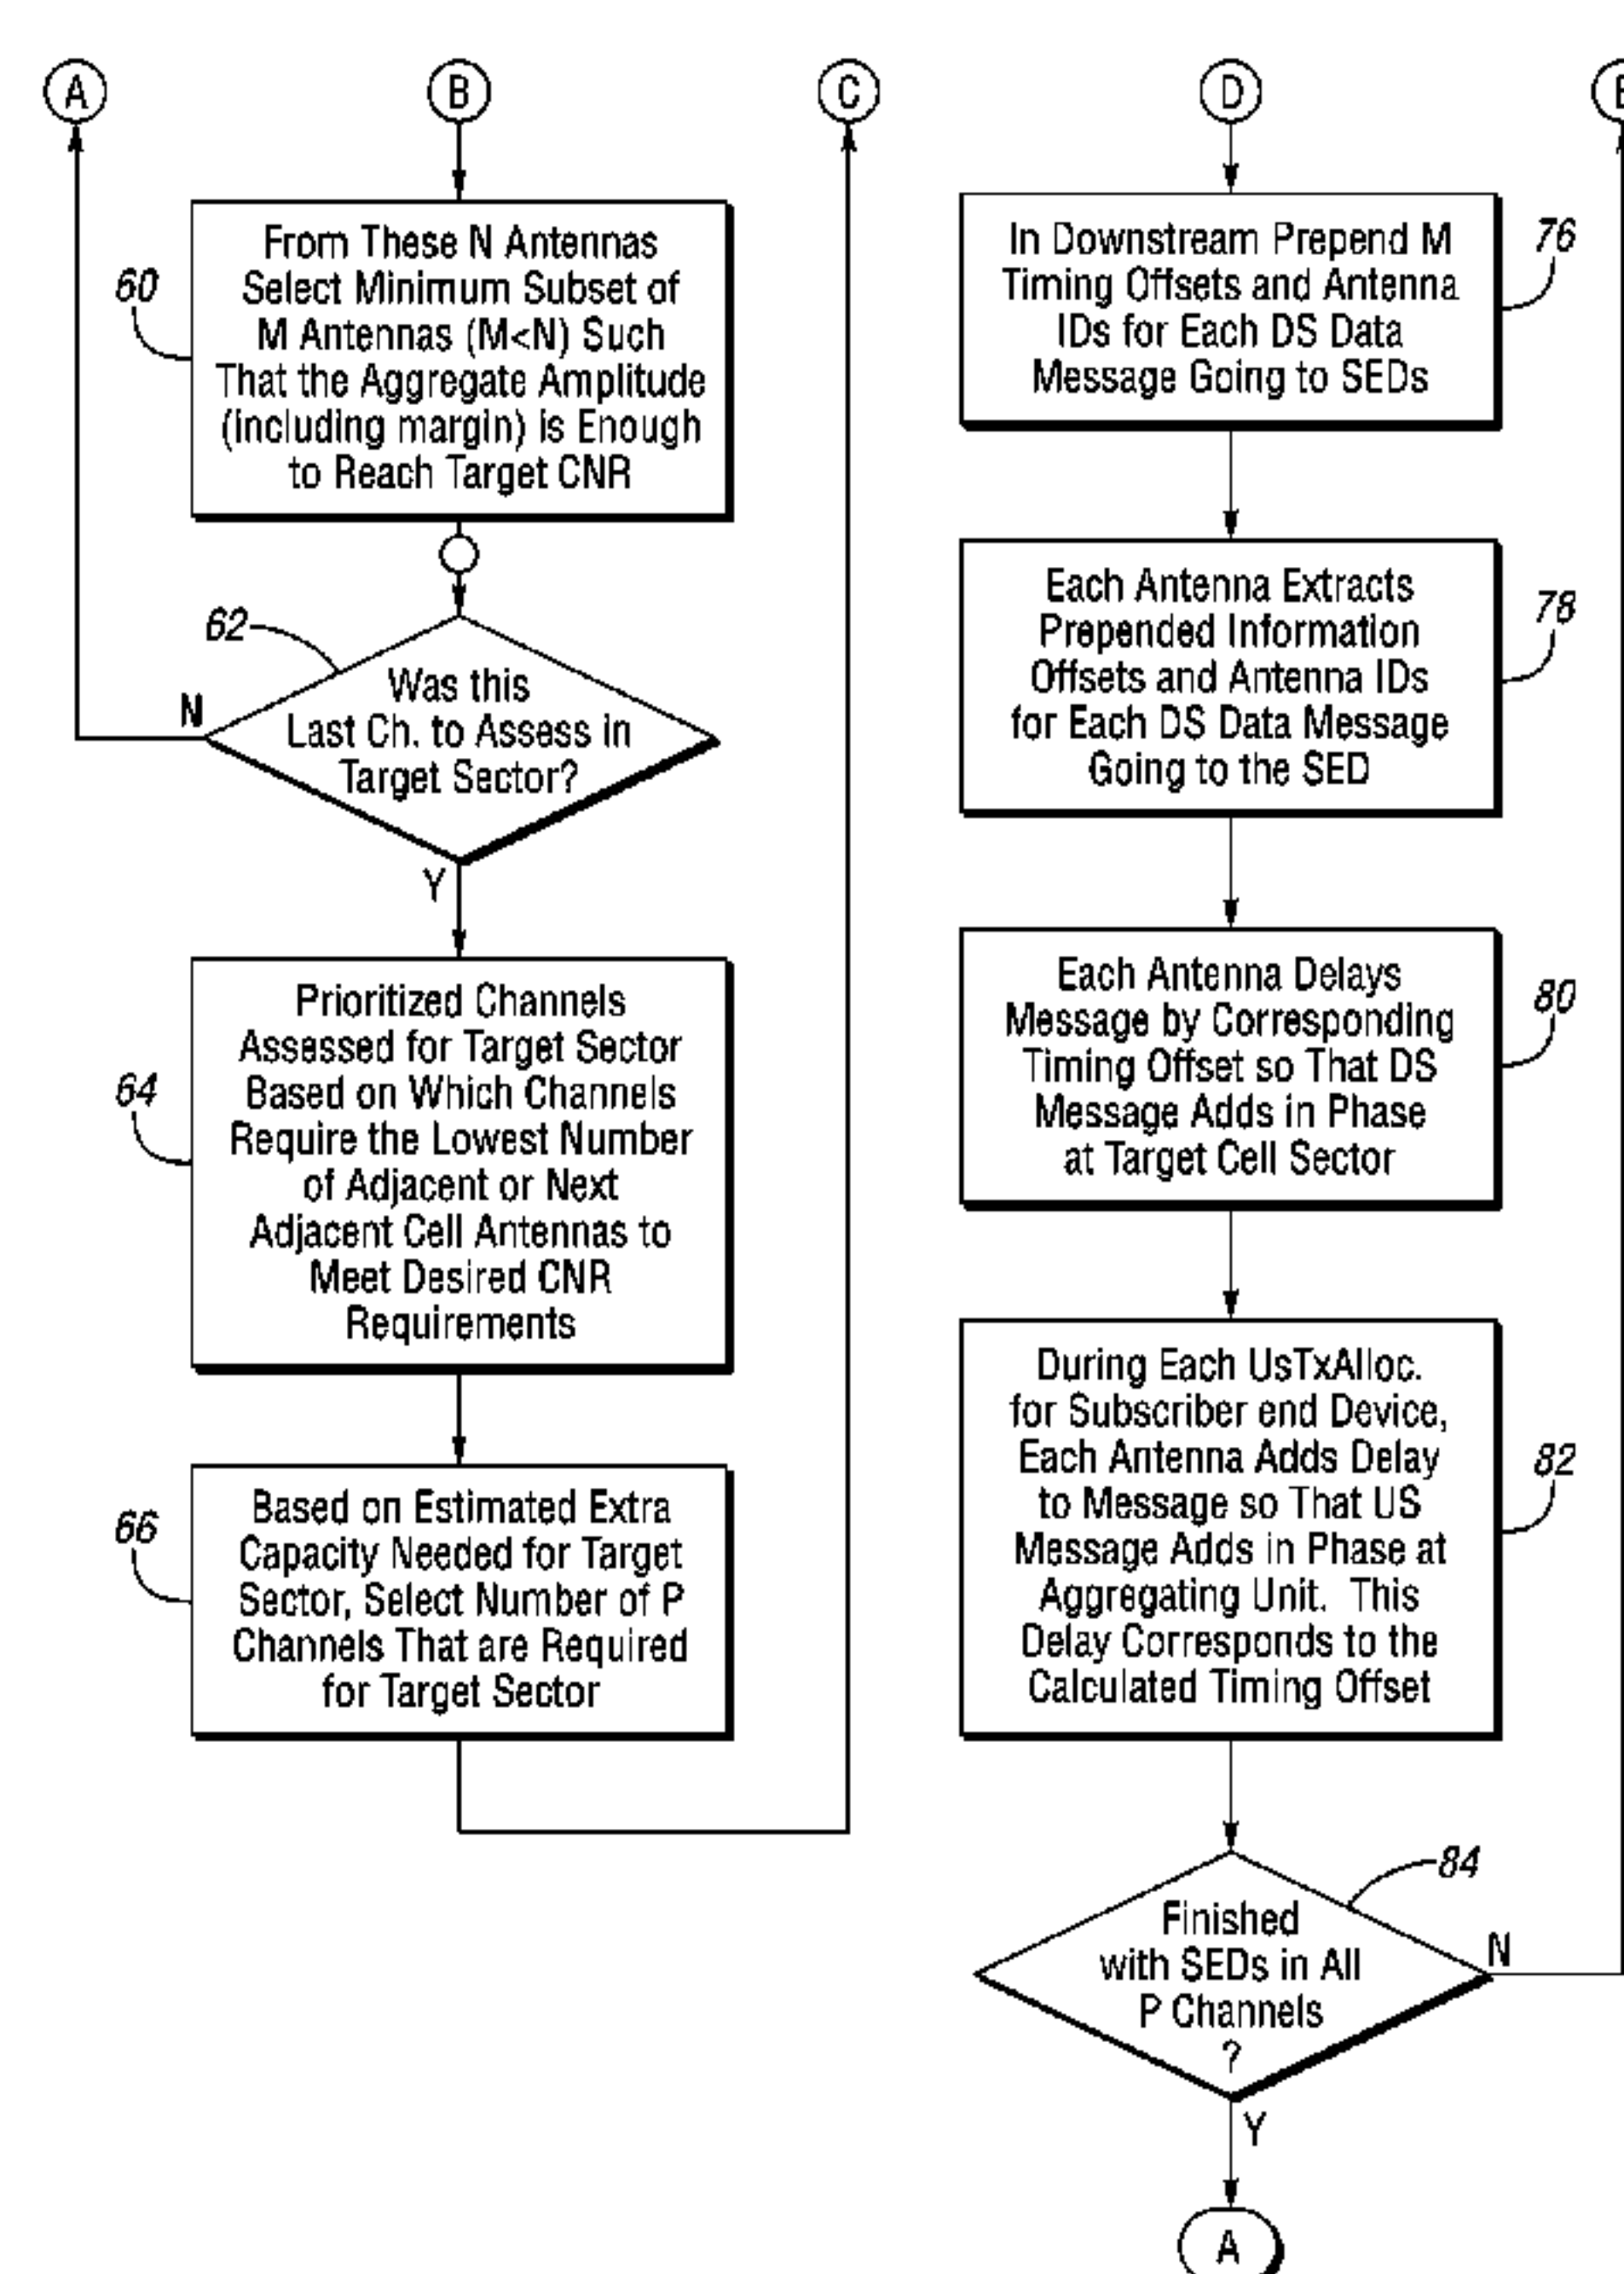 A
B
C
D
60
From These N Antennas
Select Minimum Subset of
M Antennas (M<N) Such
That the Aggregate Amplitude
(including margin) is Enough
to Reach Target CNR
62
N
Was this
Last Ch. to Assess in
Target Sector?
Y
64
Prioritized Channels
Assessed for Target Sector
Based on Which Channels
Require the Lowest Number
of Adjacent or Next
Adjacent Cell Antennas to
Meet Desired CNR
Requirements
66
Based on Estimated Extra
Capacity Needed for Target
Sector, Select Number of P
Channels That are Required
for Target Sector
In Downstream Prepend M
Timing Offsets and Antenna
IDs for Each DS Data
Message Going to SEDs
76
Each Antenna Extracts
Prepended Information
Offsets and Antenna IDs
for Each DS Data Message
Going to the SED
78
Each Antenna Delays
Message by Corresponding
Timing Offset so That DS
Message Adds in Phase
at Target Cell Sector
80
During Each UsTxAlloc.
for Subscriber end Device,
Each Antenna Adds Delay
to Message so That US
Message Adds in Phase at
Aggregating Unit. This
Delay Corresponds to the
Calculated Timing Offset
82
84
Finished
with SEDs in All
P Channels
?
N
Y
A